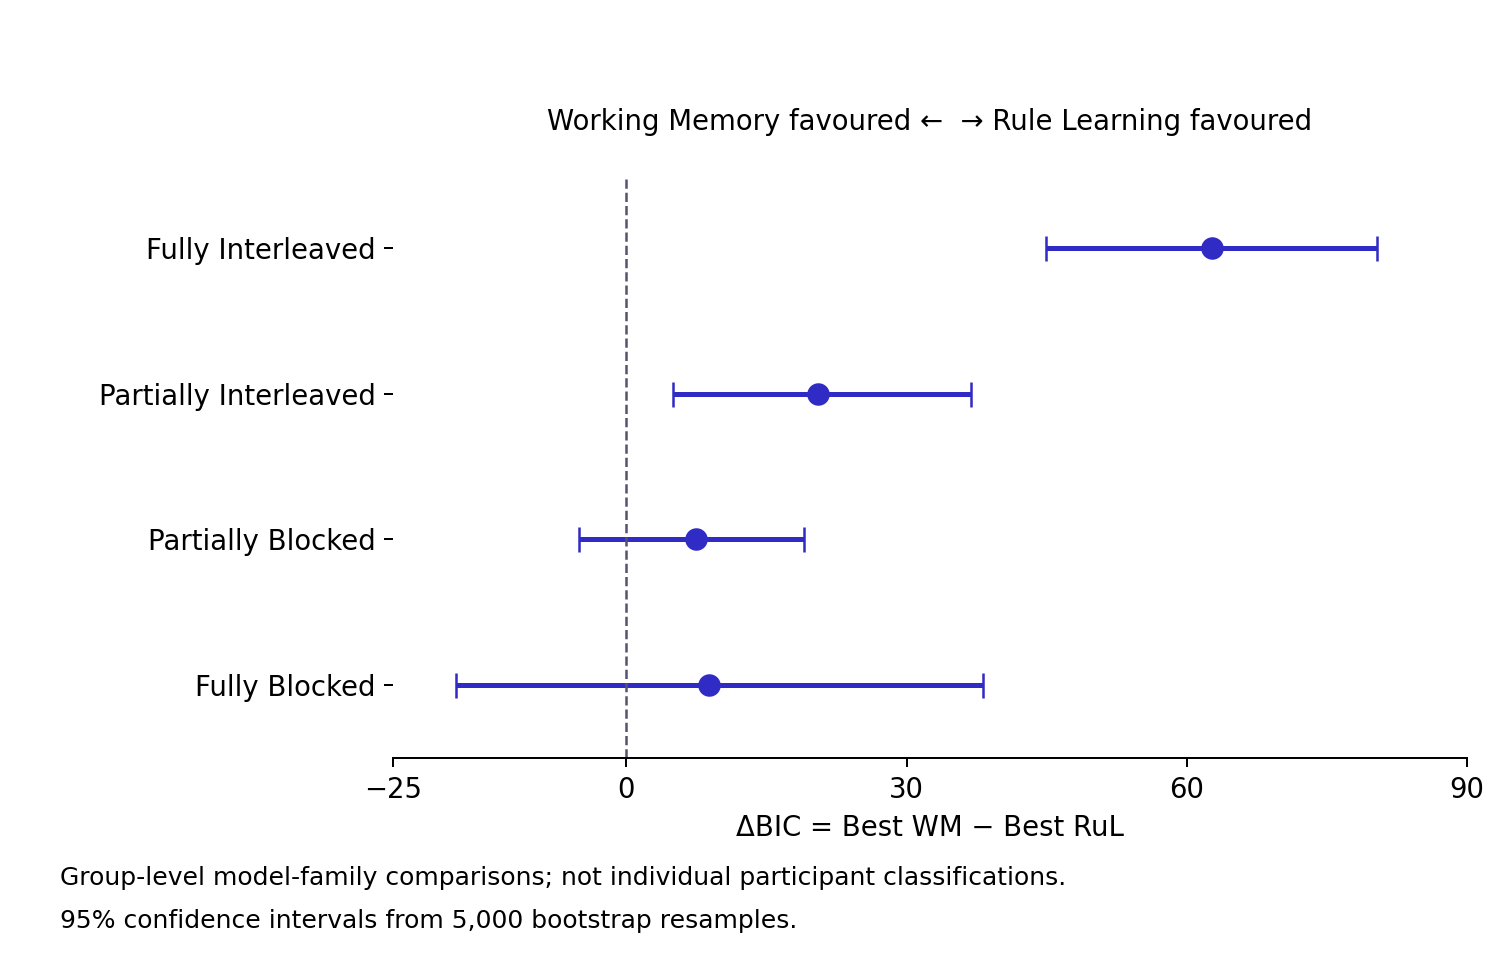 Working Memory favoured ←  → Rule Learning favoured
Fully Interleaved
Partially Interleaved
Partially Blocked
Fully Blocked
−25 0 30 60 90
ΔBIC = Best WM − Best RuL
Group-level model-family comparisons; not individual participant classifications.
95% confidence intervals from 5,000 bootstrap resamples.